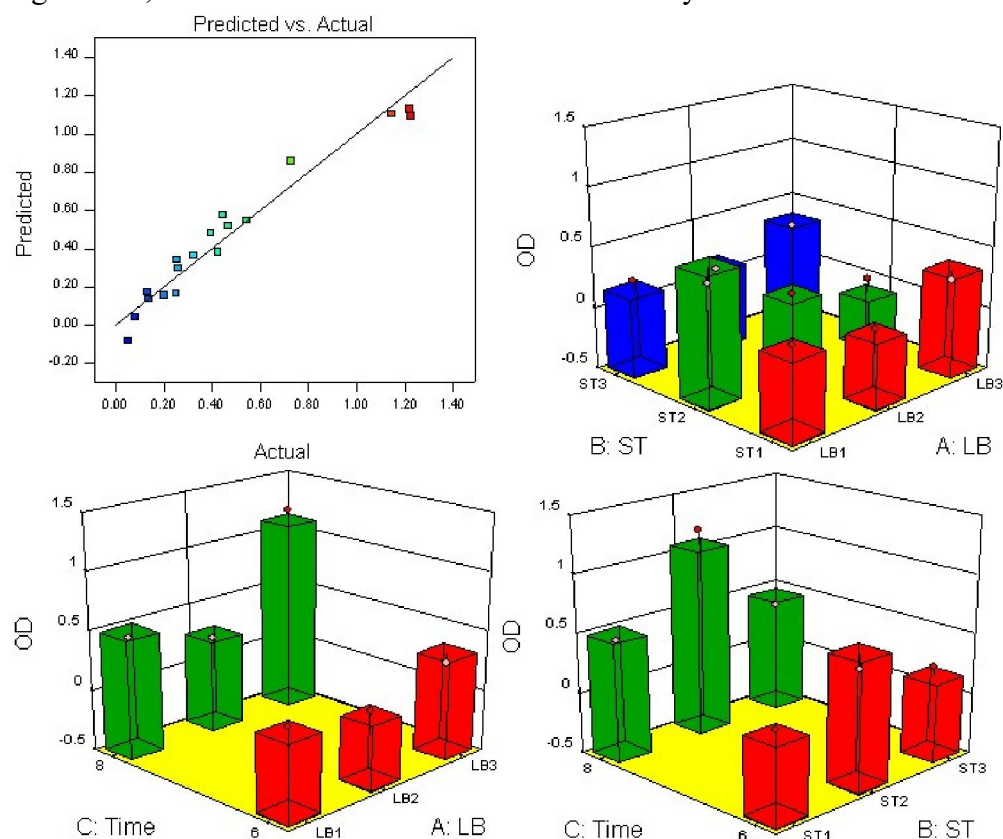 Predicted vs. Actual
1.40
1.20
1.00
0.80
0.60
0.40
0.20
0.00
-0.20
Predicted
0.00 0.20 0.40 0.60 0.80 1.00 1.20 1.40
Actual
1.5
1
0.5
0
-0.5
OD
ST3
ST2
ST1
B: ST
LB1
LB2
LB3
A: LB
1.5
1
0.5
0
-0.5
OD
8
6
C: Time
LB1
LB2
LB3
A: LB
1.5
1
0.5
0
-0.5
OD
8
6
C: Time
ST1
ST2
ST3
B: ST